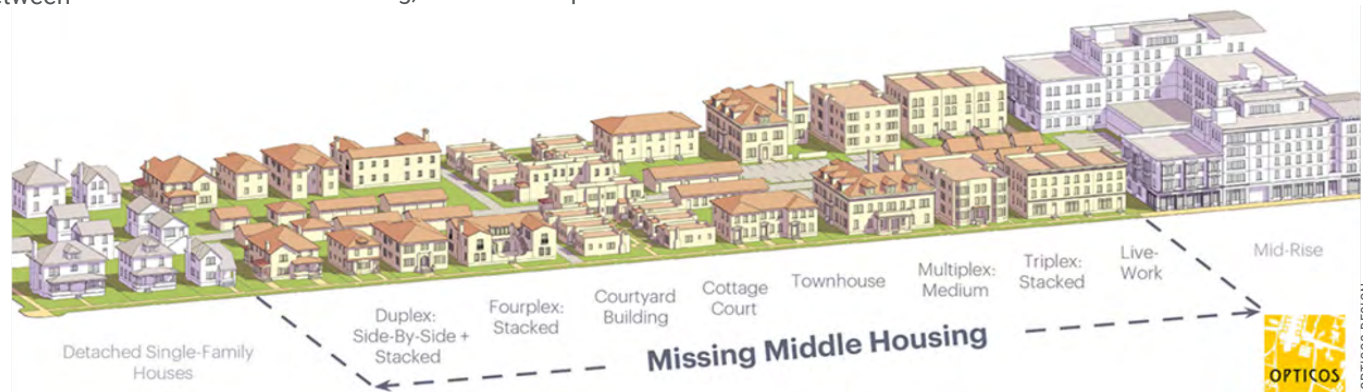 Detached Single-Family
Houses
Duplex:
Side-By-Side +
Stacked
Fourplex:
Stacked
Courtyard
Building
Cottage
Court
Townhouse
Multiplex:
Medium
Triplex:
Stacked
Live-
Work
Mid-Rise
Missing Middle Housing
OPTICOS